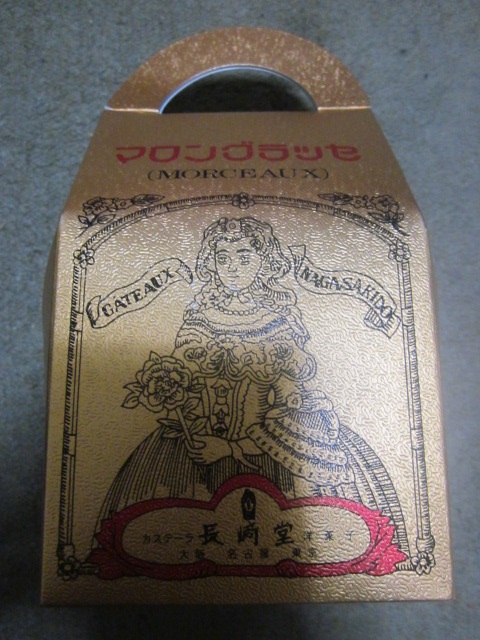 マロングラッセ
(MORCEAUX)
GATEAUX NAGASAKIDO
カステーラ 長崎堂 洋菓子
大阪 名古屋 東京